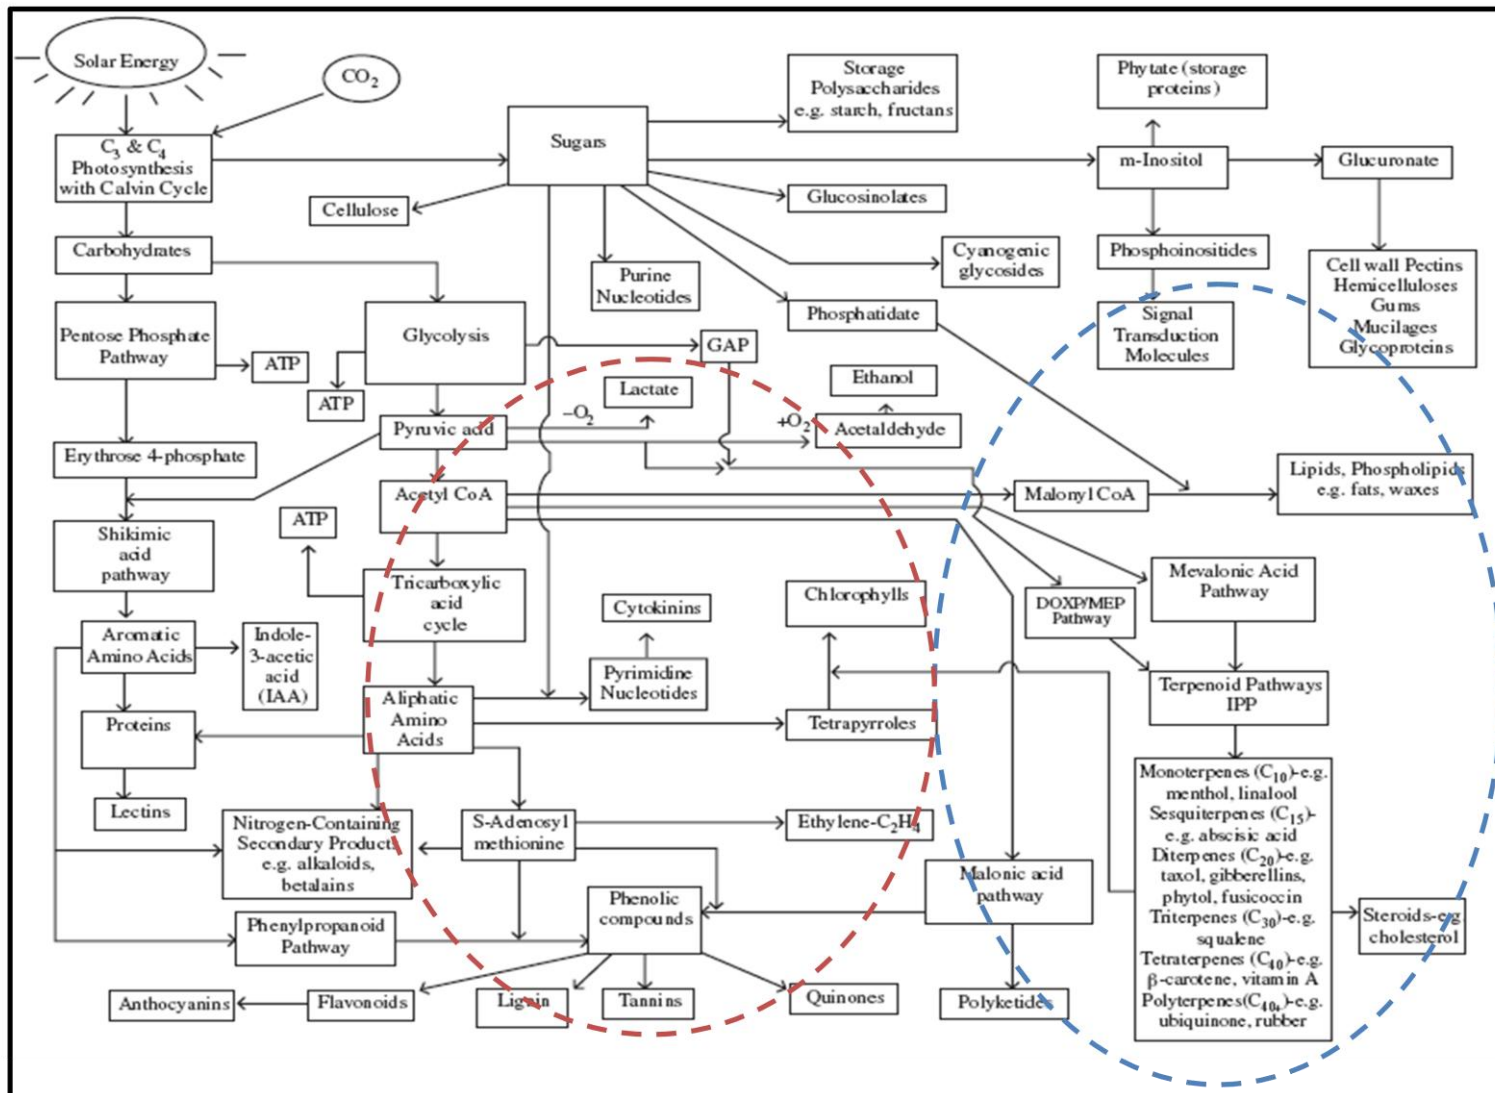 Solar Energy
CO2
C3 & C4
Photosynthesis
with Calvin Cycle
Sugars
Storage
Polysaccharides
e.g. starch, fructans
Phytate (storage
proteins)
m-Inositol
Glucuronate
Cellulose
Glucosinolates
Carbohydrates
Purine
Nucleotides
Cyanogenic
glycosides
Phosphoinositides
Cell wall Pectins
Hemicelluloses
Gums
Mucilages
Glycoproteins
Pentose Phosphate
Pathway
ATP
Glycolysis
ATP
GAP
Phosphatidate
Signal
Transduction
Molecules
Lactate
Ethanol
–O2
+O2
Pyruvic acid
Acetaldehyde
Erythrose 4-phosphate
Acetyl CoA
Malonyl CoA
Lipids, Phospholipids
e.g. fats, waxes
ATP
Shikimic
acid
pathway
Tricarboxylic
acid
cycle
Cytokinins
Chlorophylls
DOXP/MEP
Pathway
Mevalonic Acid
Pathway
Aromatic
Amino Acids
Indole-
3-acetic
acid
(IAA)
Aliphatic
Amino
Acids
Pyrimidine
Nucleotides
Terpenoid Pathways
IPP
Proteins
Tetrapyrroles
Lectins
Nitrogen-Containing
Secondary Products
e.g. alkaloids,
betalains
S-Adenosyl
methionine
Ethylene-C2H4
Monoterpenes (C10)-e.g.
menthol, linalool
Sesquiterpenes (C15)-
e.g. abscisic acid
Diterpenes (C20)-e.g.
taxol, gibberellins,
phytol, fusicoccin
Triterpenes (C30)-e.g.
squalene
Tetraterpenes (C40)-e.g.
β-carotene, vitamin A
Polyterpenes(C40+)-e.g.
ubiquinone, rubber
Malonic acid
pathway
Phenolic
compounds
Phenylpropanoid
Pathway
Steroids-e.g
cholesterol
Anthocyanins
Flavonoids
Lignin
Tannins
Quinones
Polyketides